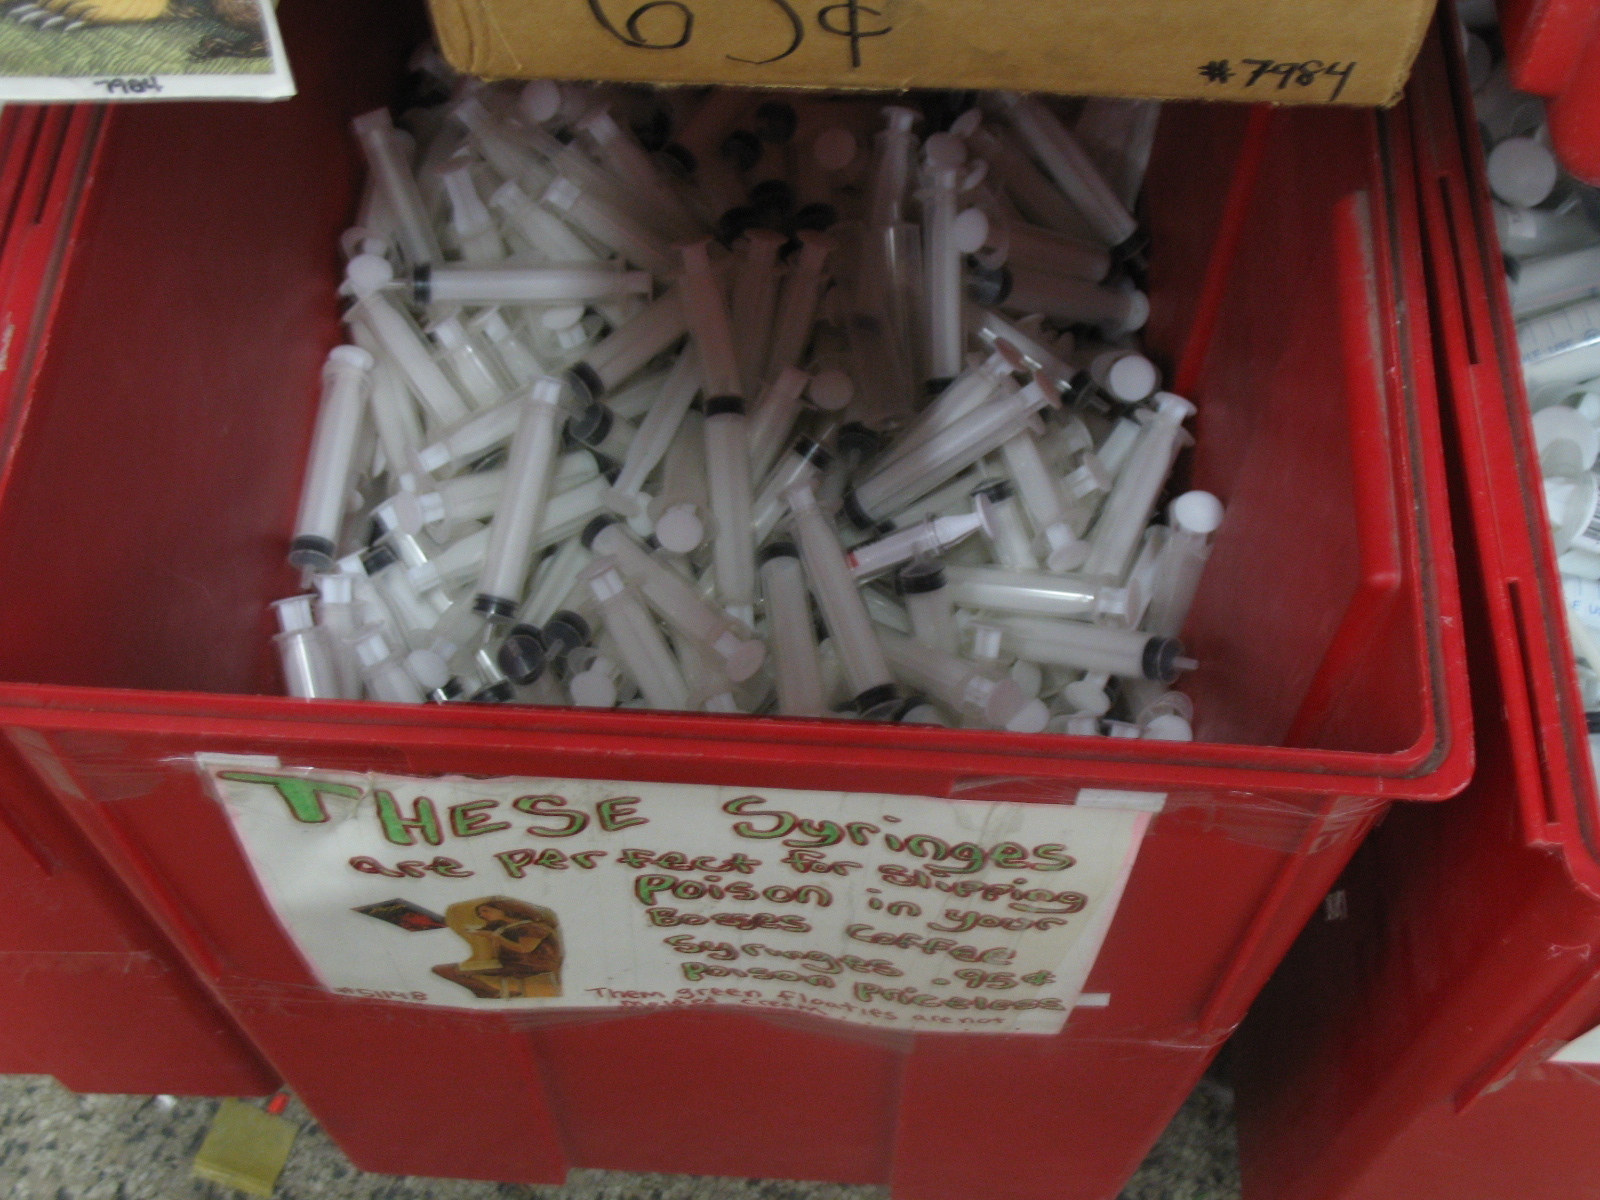 65¢
#7984
7984
THESE Syringes
are perfect for slipping
Poison in your
Bosses Coffee
Syringes .95¢
Poison Priceless
#51148
Them green floaties are not